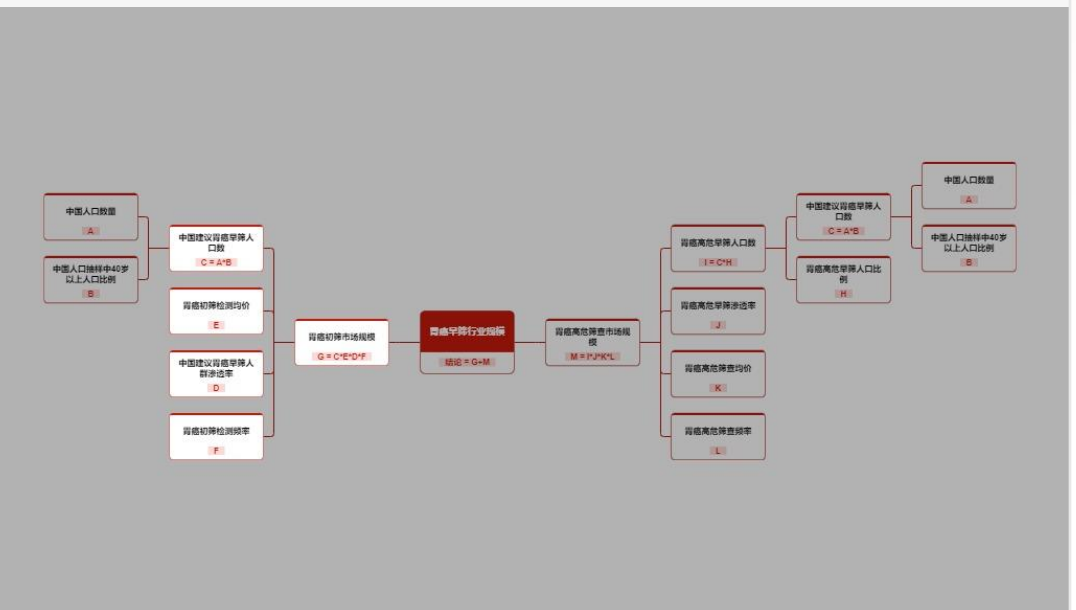 中国人口数量
A
中国人口抽样中40岁
以上人口比例
B
中国建议胃癌早筛人
口数
C = A*B
胃癌初筛检测均价
E
中国建议胃癌早筛人
群渗透率
D
胃癌初筛检测频率
F
胃癌初筛市场规模
G = C*E*D*F
胃癌早筛行业规模
结论 = G+M
胃癌高危筛查市场规
模
M = I*J*K*L
胃癌高危早筛人口数
I = C*H
胃癌高危早筛渗透率
J
胃癌高危筛查均价
K
胃癌高危筛查频率
L
中国建议胃癌早筛人
口数
C = A*B
胃癌高危早筛人口比
例
H
中国人口数量
A
中国人口抽样中40岁
以上人口比例
B